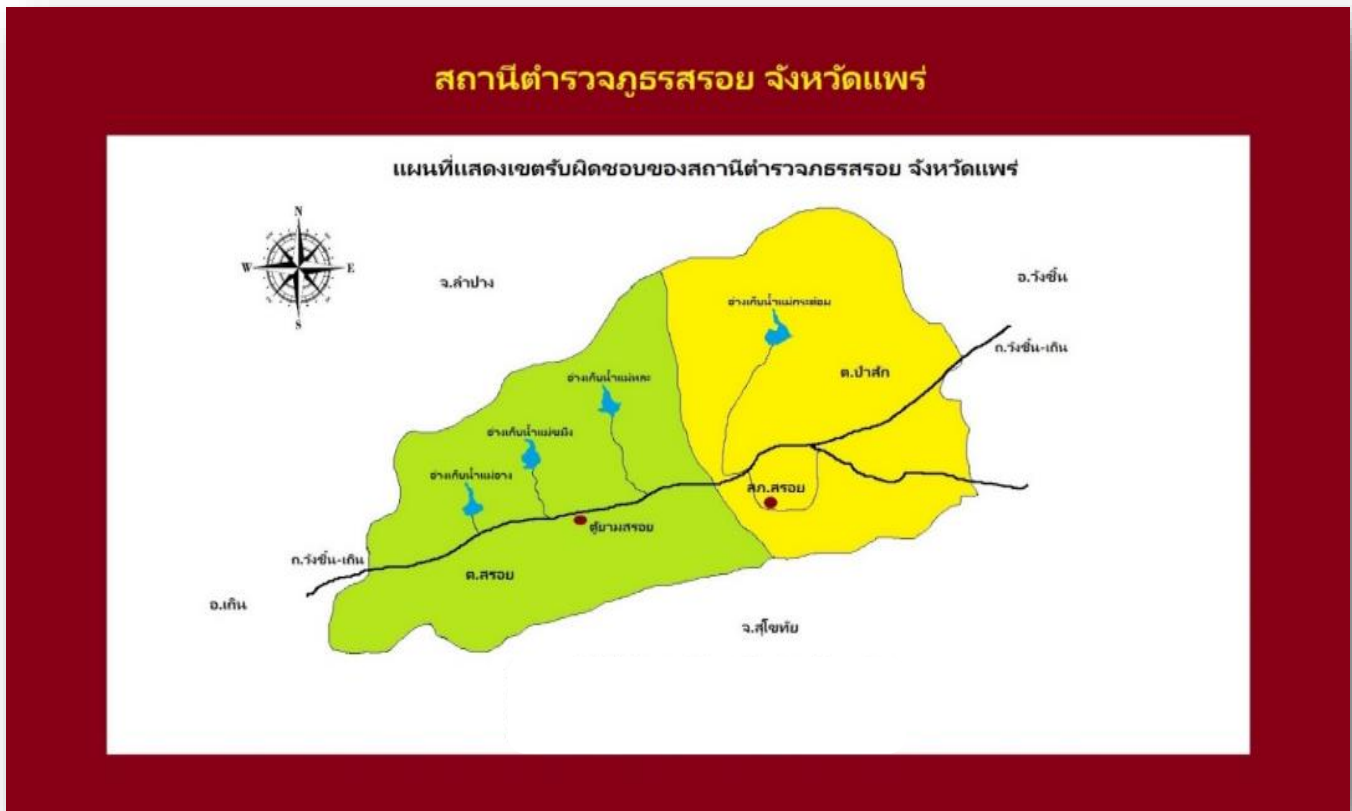 สถานีตำรวจภูธรสรอย จังหวัดแพร่
แผนที่แสดงเขตรับผิดชอบของสถานีตำรวจภธรสรอย จังหวัดแพร่
N
W
E
S
จ.ลำปาง
อ.วังชิ้น
อ่างเก็บน้ำแม่กระต๋อม
ถ.วังชิ้น-เถิน
ต.ป่าสัก
อ่างเก็บน้ำแม่หละ
อ่างเก็บน้ำแม่ขมิง
อ่างเก็บน้ำแม่อาง
สภ.สรอย
ตู้ยามสรอย
ถ.วังชิ้น-เถิน
ต.สรอย
อ.เถิน
จ.สุโขทัย